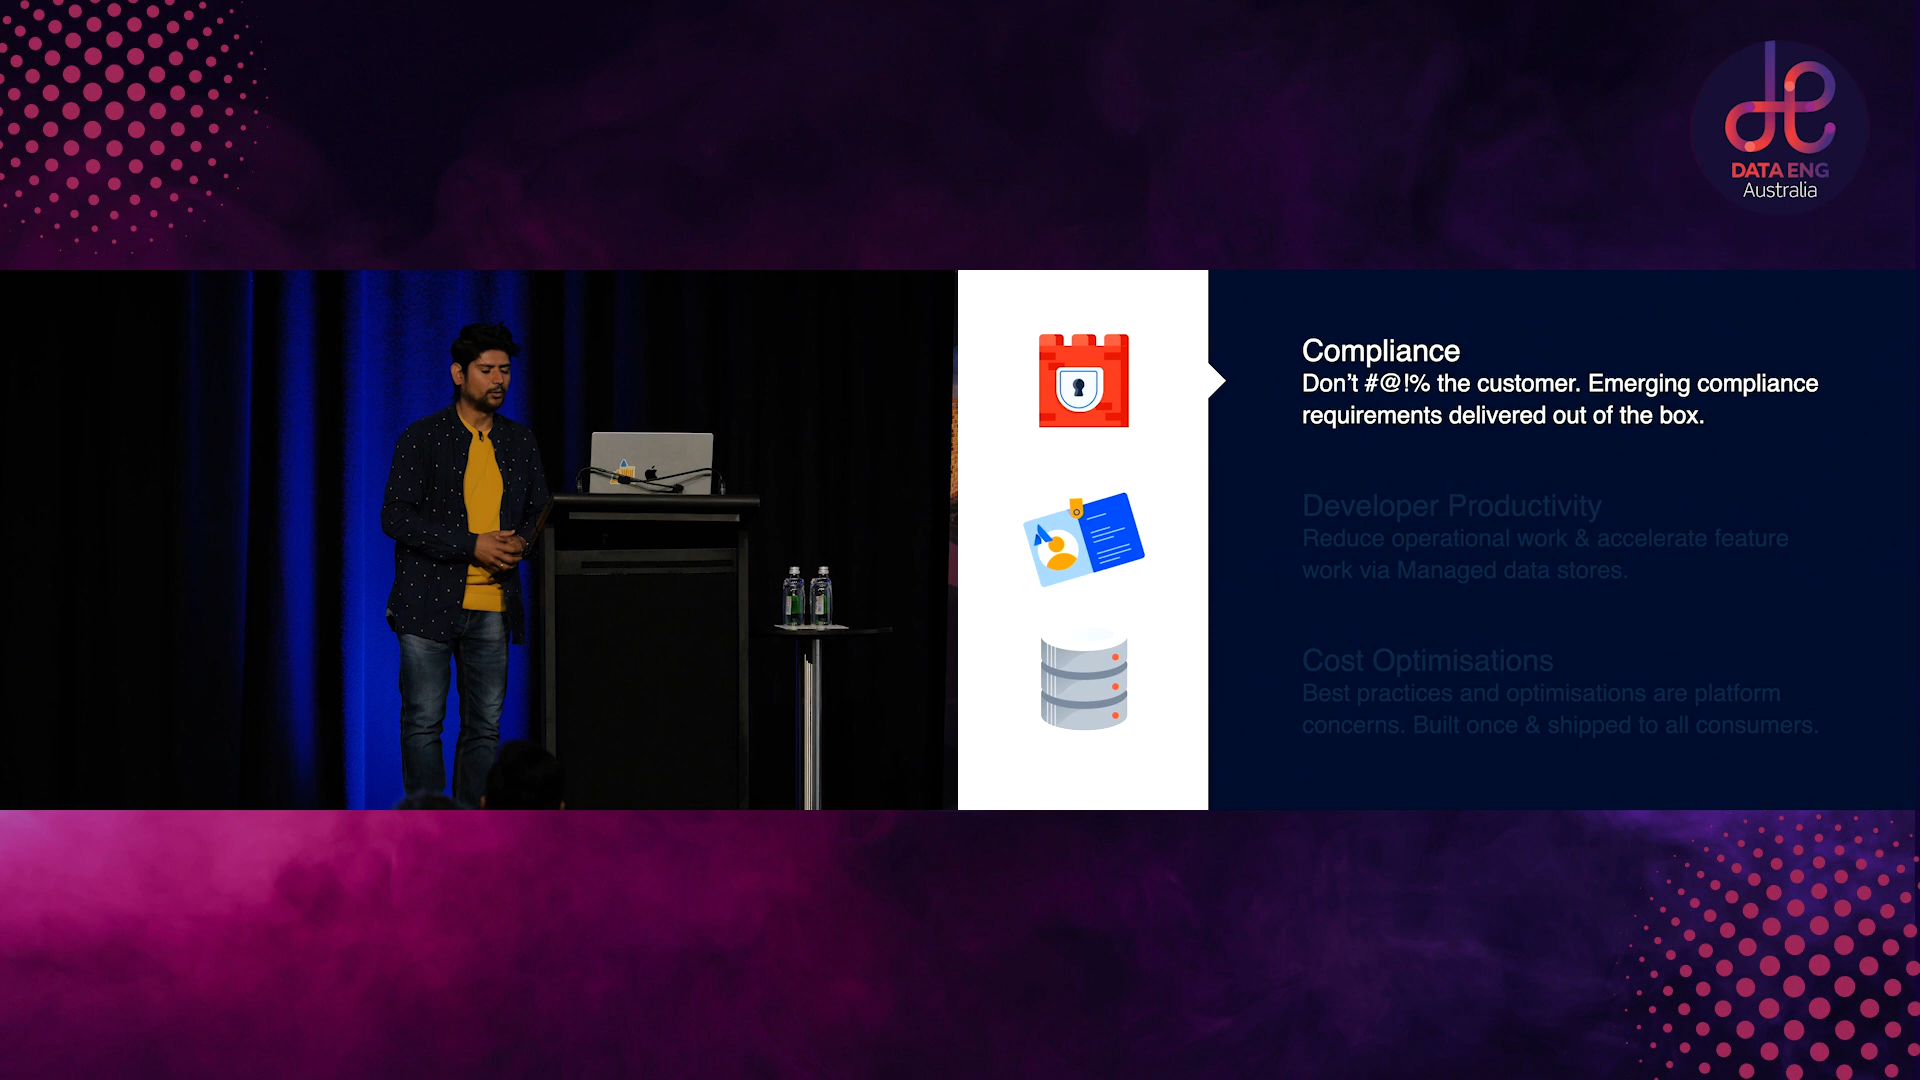 DATA ENG
Australia
Compliance
Don’t #@!% the customer. Emerging compliance
requirements delivered out of the box.
Developer Productivity
Reduce operational work & accelerate feature
work via Managed data stores.
Cost Optimisations
Best practices and optimisations are platform
concerns. Built once & shipped to all consumers.